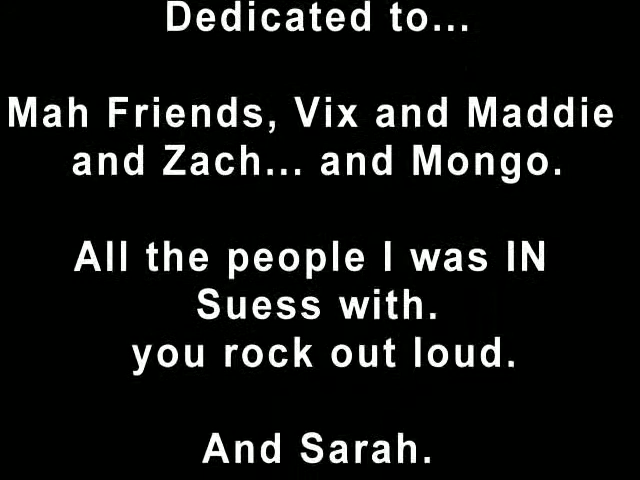 Dedicated to...
Mah Friends, Vix and Maddie
and Zach... and Mongo.
All the people I was IN
Suess with.
you rock out loud.
And Sarah.